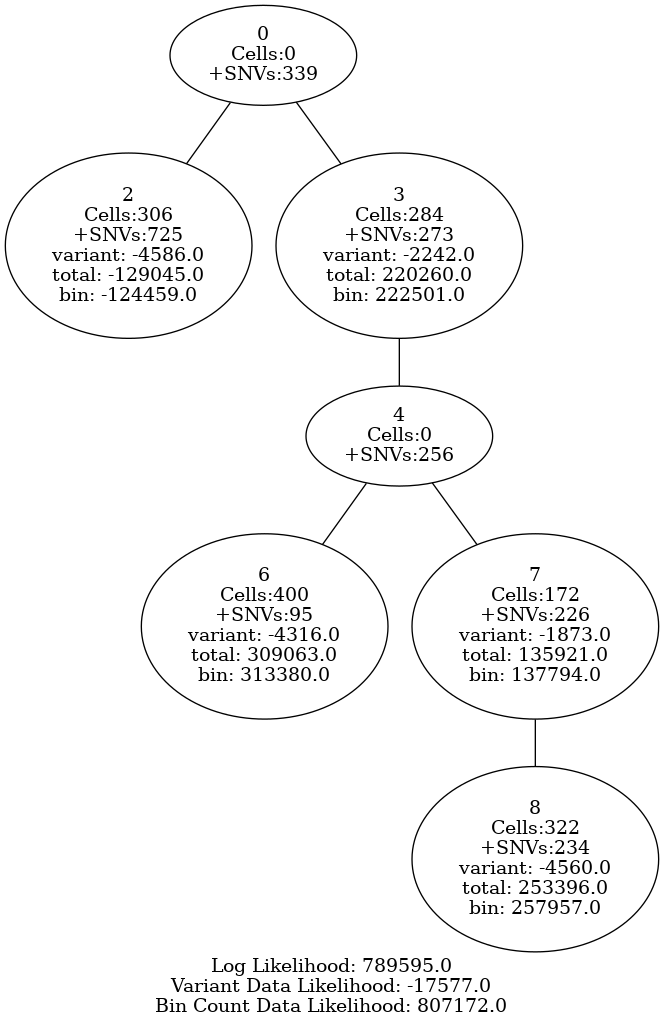 0
Cells:0
+SNVs:339
2
Cells:306
+SNVs:725
variant: -4586.0
total: -129045.0
bin: -124459.0
3
Cells:284
+SNVs:273
variant: -2242.0
total: 220260.0
bin: 222501.0
4
Cells:0
+SNVs:256
6
Cells:400
+SNVs:95
variant: -4316.0
total: 309063.0
bin: 313380.0
7
Cells:172
+SNVs:226
variant: -1873.0
total: 135921.0
bin: 137794.0
8
Cells:322
+SNVs:234
variant: -4560.0
total: 253396.0
bin: 257957.0
Log Likelihood: 789595.0
Variant Data Likelihood: -17577.0
Bin Count Data Likelihood: 807172.0